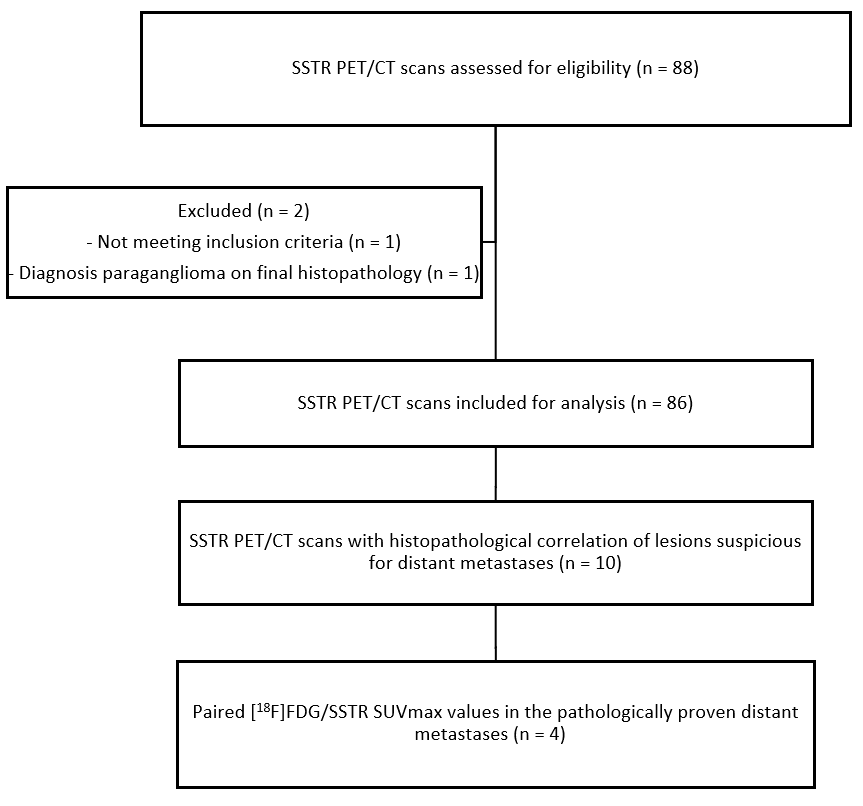 SSTR PET/CT scans assessed for eligibility (n = 88)
Excluded (n = 2)
- Not meeting inclusion criteria (n = 1)
- Diagnosis paraganglioma on final histopathology (n = 1)
SSTR PET/CT scans included for analysis (n = 86)
SSTR PET/CT scans with histopathological correlation of lesions suspicious
for distant metastases (n = 10)
Paired [¹⁸F]FDG/SSTR SUVmax values in the pathologically proven distant
metastases (n = 4)